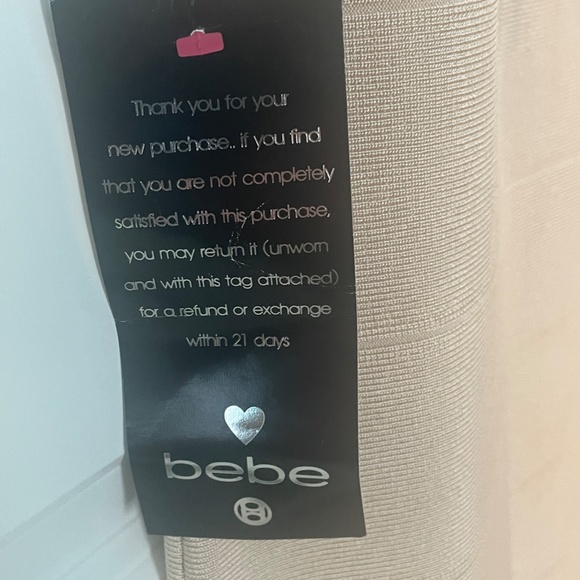 Thank you for your
new purchase.. if you find
that you are not completely
satisfied with this purchase,
you may return it (unworn
and with this tag attached)
for a refund or exchange
within 21 days
bebe